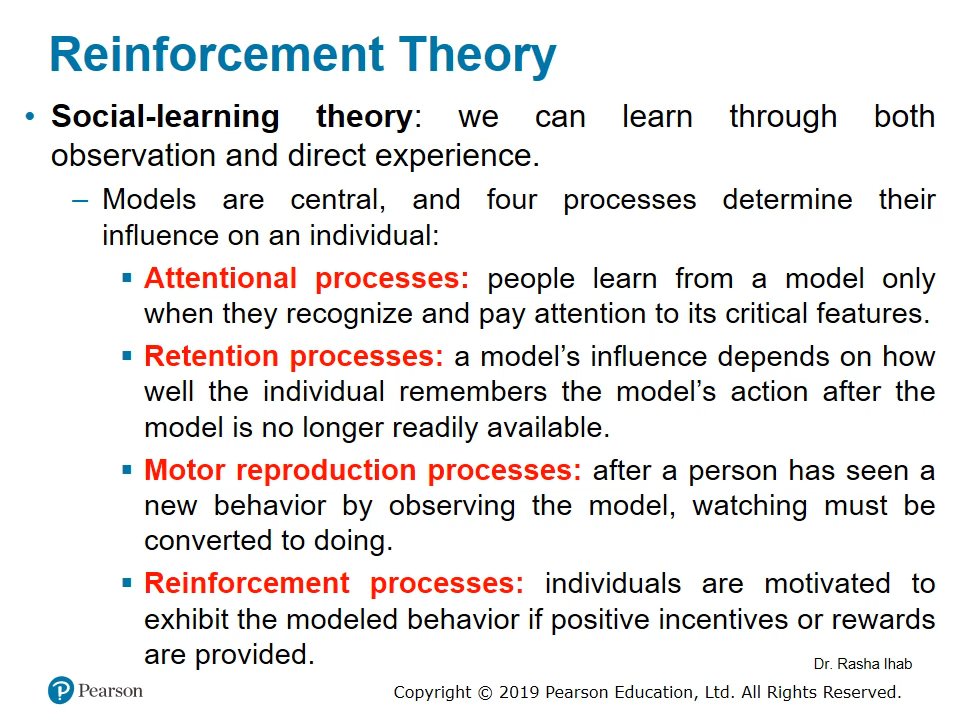 Reinforcement Theory
• Social-learning theory: we can learn through both
observation and direct experience.
– Models are central, and four processes determine their
influence on an individual:
▪ Attentional processes: people learn from a model only
when they recognize and pay attention to its critical features.
▪ Retention processes: a model’s influence depends on how
well the individual remembers the model’s action after the
model is no longer readily available.
▪ Motor reproduction processes: after a person has seen a
new behavior by observing the model, watching must be
converted to doing.
▪ Reinforcement processes: individuals are motivated to
exhibit the modeled behavior if positive incentives or rewards
are provided.
Dr. Rasha Ihab
Pearson
Copyright © 2019 Pearson Education, Ltd. All Rights Reserved.